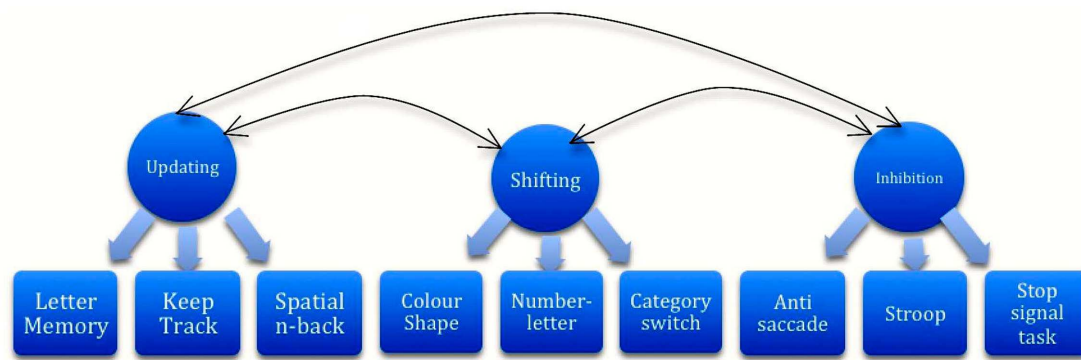 Updating
Shifting
Inhibition
Letter
Memory
Keep
Track
Spatial
n-back
Colour
Shape
Number-
letter
Category
switch
Anti
saccade
Stroop
Stop
signal
task